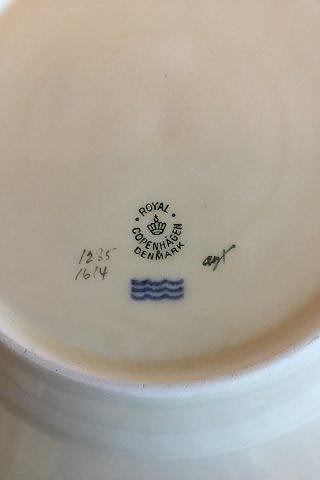 ROYAL
COPENHAGEN
DENMARK
1235
1614